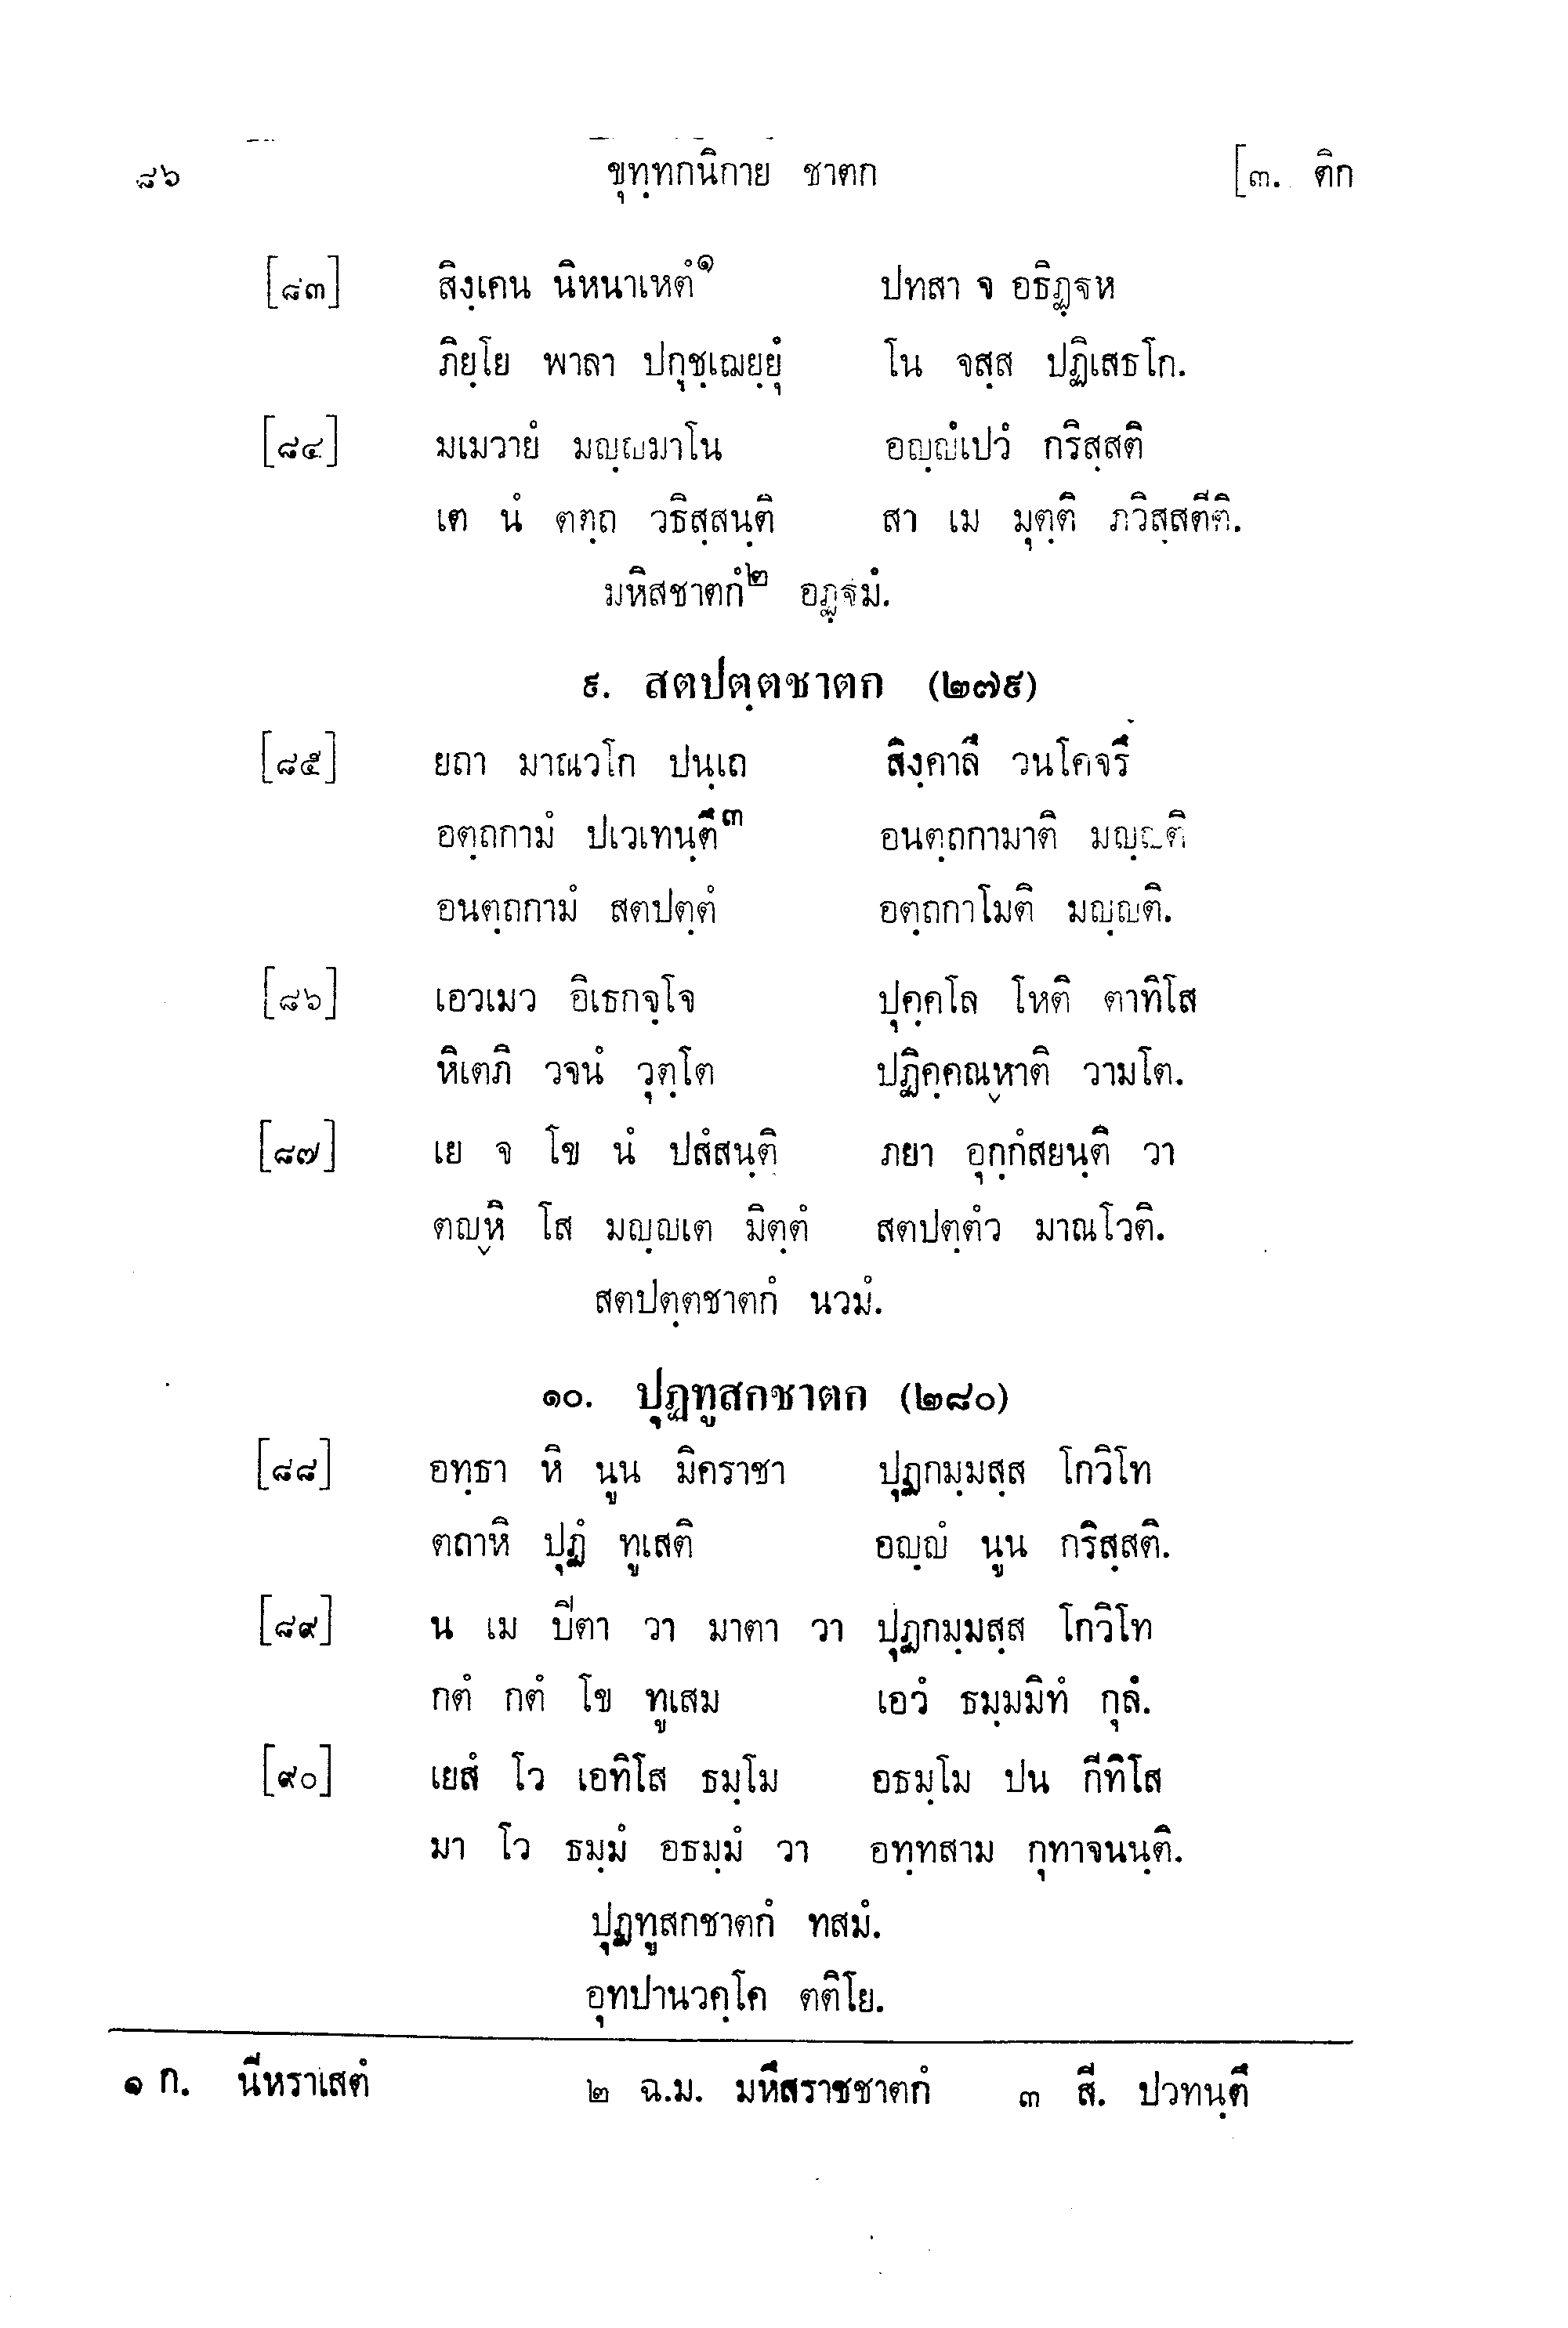 ๘๖ ขุทฺทกนิกาย ชาตก [๓. ติก
[๘๓] สิงฺเคน นิหนาเหตํ๑ ปทสา จ อธิฏฺฐห
ภิยฺโย พาลา ปกุชฺเฌยฺยุํ โน จสฺส ปฏิเสธโก.
[๘๔] มเมวายํ มญฺญมาโน อญฺญํเปวํ กริสฺสติ
เต นํ ตตฺถ วธิสฺสนฺติ สา เม มุตฺติ ภวิสฺสตีติ.
มหิสชาตกํ๒ อฏฺฐมํ.
๙. สตปตฺตชาตก (๒๗๙)
[๘๕] ยถา มาณวโก ปนฺเถ สิงฺคาลึ วนโคจรึ
อตฺถกามํ ปเวเทนฺตึ๓ อนตฺถกามาติ มญฺญติ
อนตฺถกามํ สตปตฺตํ อตฺถกาโมติ มญฺญติ.
[๘๖] เอวเมว อิเธกจฺโจ ปุคฺคโล โหติ ตาทิโส
หิเตภิ วจนํ วุตฺโต ปฏิคฺคณฺหาติ วามโต.
[๘๗] เย จ โข นํ ปสํสนฺติ ภยา อุกฺกํสยนฺติ วา
ตญฺหิ โส มญฺญเต มิตฺตํ สตปตฺตํว มาณโวติ.
สตปตฺตชาตกํ นวมํ.
๑๐. ปุฏทูสกชาตก (๒๘๐)
[๘๘] อทฺธา หิ นูน มิคราชา ปุฏกมฺมสฺส โกวิโท
ตถาหิ ปุฏํ ทูเสติ อญฺญํ นูน กริสฺสติ.
[๘๙] น เม ปิตา วา มาตา วา ปุฏกมฺมสฺส โกวิโท
กตํ กตํ โข ทูเสม เอวํ ธมฺมมิทํ กุลํ.
[๙๐] เยสํ โว เอทิโส ธมฺโม อธมฺโม ปน กีทิโส
มา โว ธมฺมํ อธมฺมํ วา อทฺทสาม กุทาจนนฺติ.
ปุฏทูสกชาตกํ ทสมํ.
อุทปานวคฺโค ตติโย.
๑ ก. นีหราเสตํ ๒ ฉ.ม. มหึสราชชาตกํ ๓ สี. ปวทนฺตึ